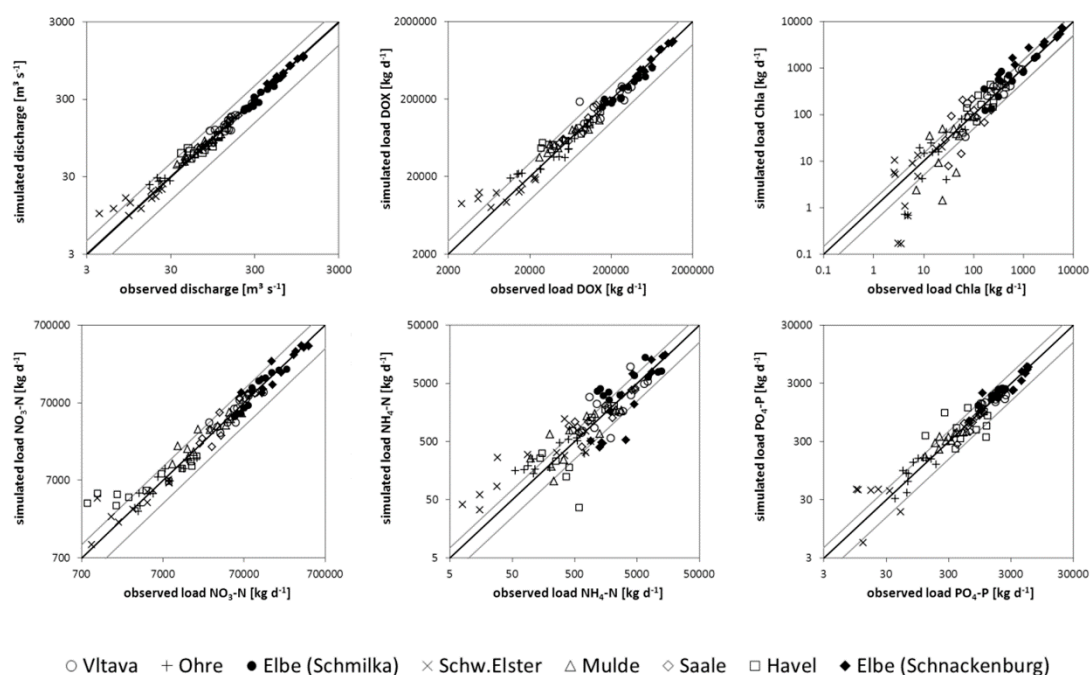 3000
300
30
3
simulated discharge [m³ s⁻¹]
3 30 300 3000
observed discharge [m³ s⁻¹]
2000000
200000
20000
2000
simulated load DOX [kg d⁻¹]
2000 20000 200000 2000000
observed load DOX [kg d⁻¹]
10000
1000
100
10
1
0.1
simulated load Chla [kg d⁻¹]
0.1 1 10 100 1000 10000
observed load Chla [kg d⁻¹]
700000
70000
7000
700
simulated load NO₃-N [kg d⁻¹]
700 7000 70000 700000
observed load NO₃-N [kg d⁻¹]
50000
5000
500
50
5
simulated load NH₄-N [kg d⁻¹]
5 50 500 5000 50000
observed load NH₄-N [kg d⁻¹]
30000
3000
300
30
3
simulated load PO₄-P [kg d⁻¹]
3 30 300 3000 30000
observed load PO₄-P [kg d⁻¹]
Vltava Ohre Elbe (Schmilka) Schw.Elster Mulde Saale Havel Elbe (Schnackenburg)